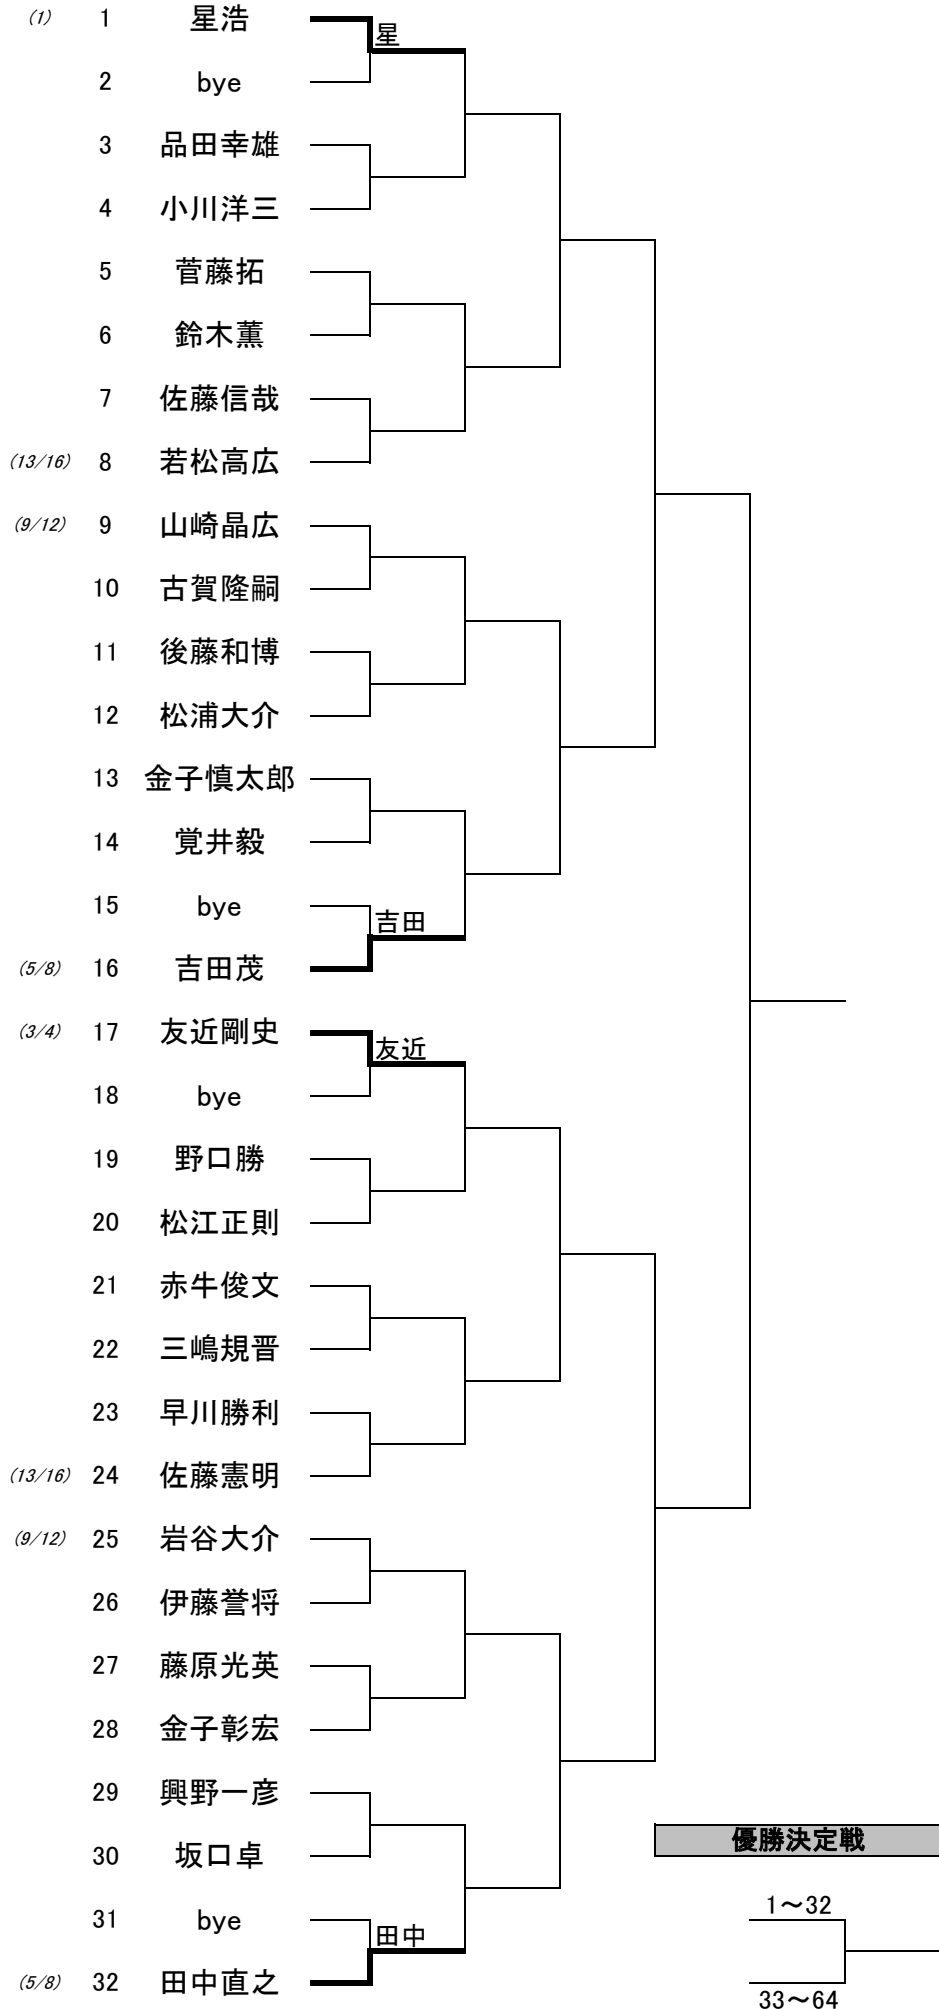 (1) 1 星浩
星
2 bye
3 品田幸雄
4 小川洋三
5 菅藤拓
6 鈴木薫
7 佐藤信哉
(13/16) 8 若松高広
(9/12) 9 山崎晶広
10 古賀隆嗣
11 後藤和博
12 松浦大介
13 金子慎太郎
14 覚井毅
15 bye
吉田
(5/8) 16 吉田茂
(3/4) 17 友近剛史
友近
18 bye
19 野口勝
20 松江正則
21 赤牛俊文
22 三嶋規晋
23 早川勝利
(13/16) 24 佐藤憲明
(9/12) 25 岩谷大介
26 伊藤誉将
27 藤原光英
28 金子彰宏
29 興野一彦
優勝決定戦
30 坂口卓
1～32
31 bye
田中
(5/8) 32 田中直之
33～64